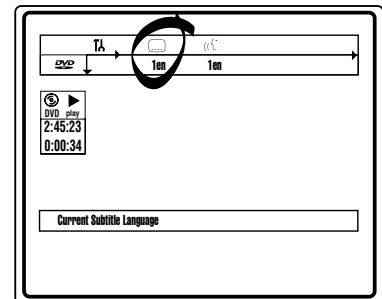 DVD
1en 1en
DVD play
2:45:23
0:00:34
Current Subtitle Language